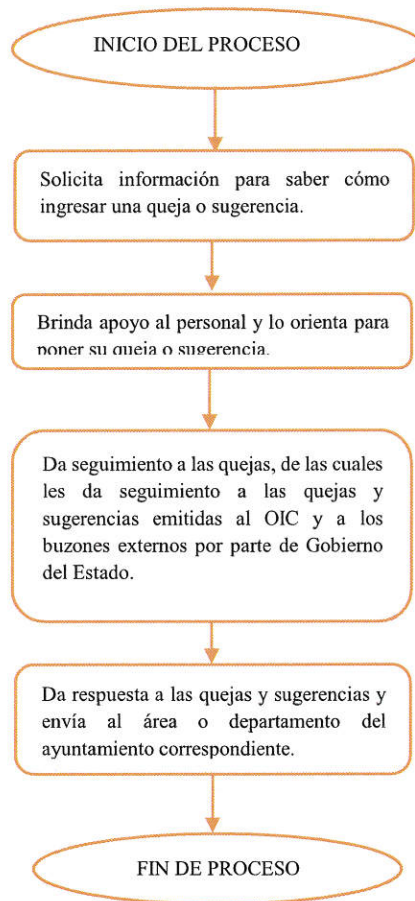 INICIO DEL PROCESO
Solicita información para saber cómo
ingresar una queja o sugerencia.
Brinda apoyo al personal y lo orienta para
poner su queja o sugerencia.
Da seguimiento a las quejas, de las cuales
les da seguimiento a las quejas y
sugerencias emitidas al OIC y a los
buzones externos por parte de Gobierno
del Estado.
Da respuesta a las quejas y sugerencias y
envía al área o departamento del
ayuntamiento correspondiente.
FIN DE PROCESO